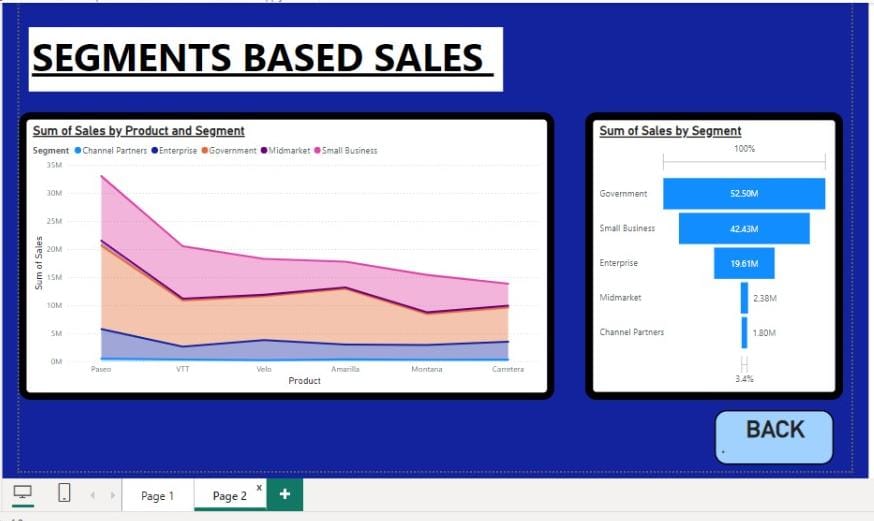 SEGMENTS BASED SALES
Sum of Sales by Product and Segment
Segment Channel Partners Enterprise Government Midmarket Small Business
35M
30M
25M
20M
15M
10M
5M
0M
Sum of Sales
Paseo VTT Velo Amarilla Montana Carretera
Product
Sum of Sales by Segment
100%
Government 52.50M
Small Business 42.43M
Enterprise 19.61M
Midmarket 2.38M
Channel Partners 1.80M
3.4%
BACK
.
Page 1 Page 2 x +